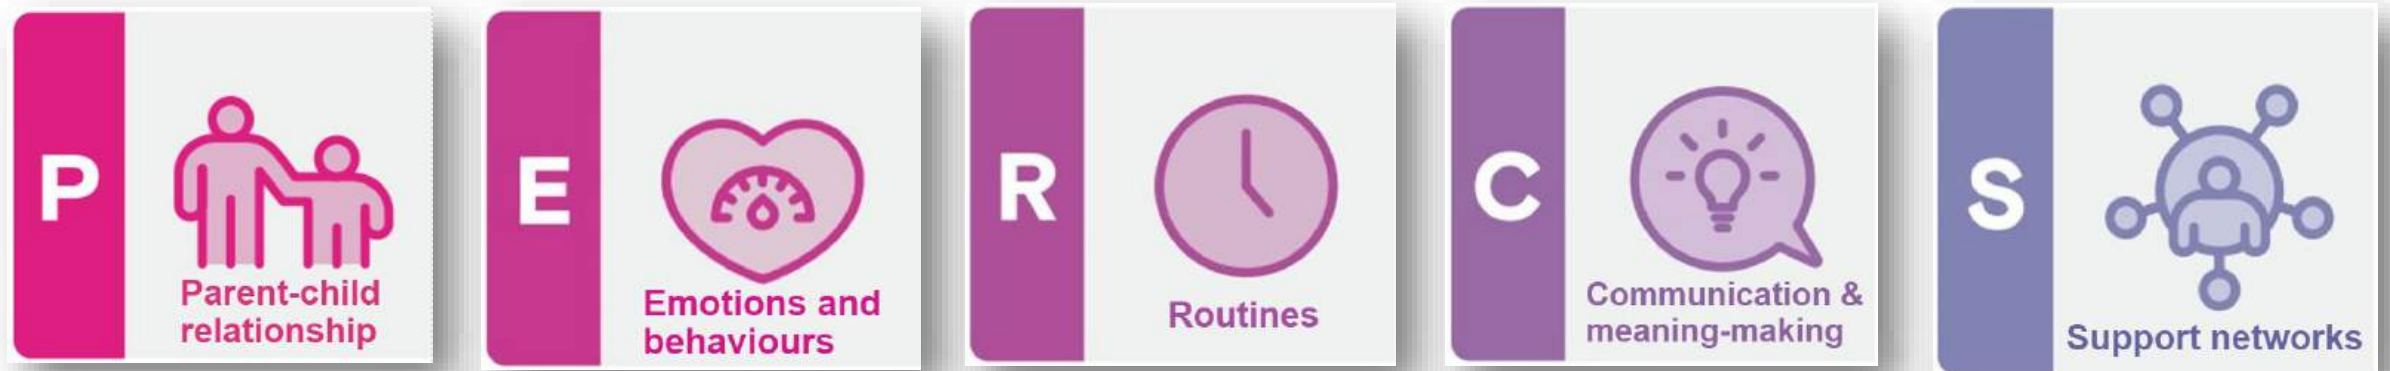 P
Parent-child
relationship
E
Emotions and
behaviours
R
Routines
C
Communication &
meaning-making
S
Support networks